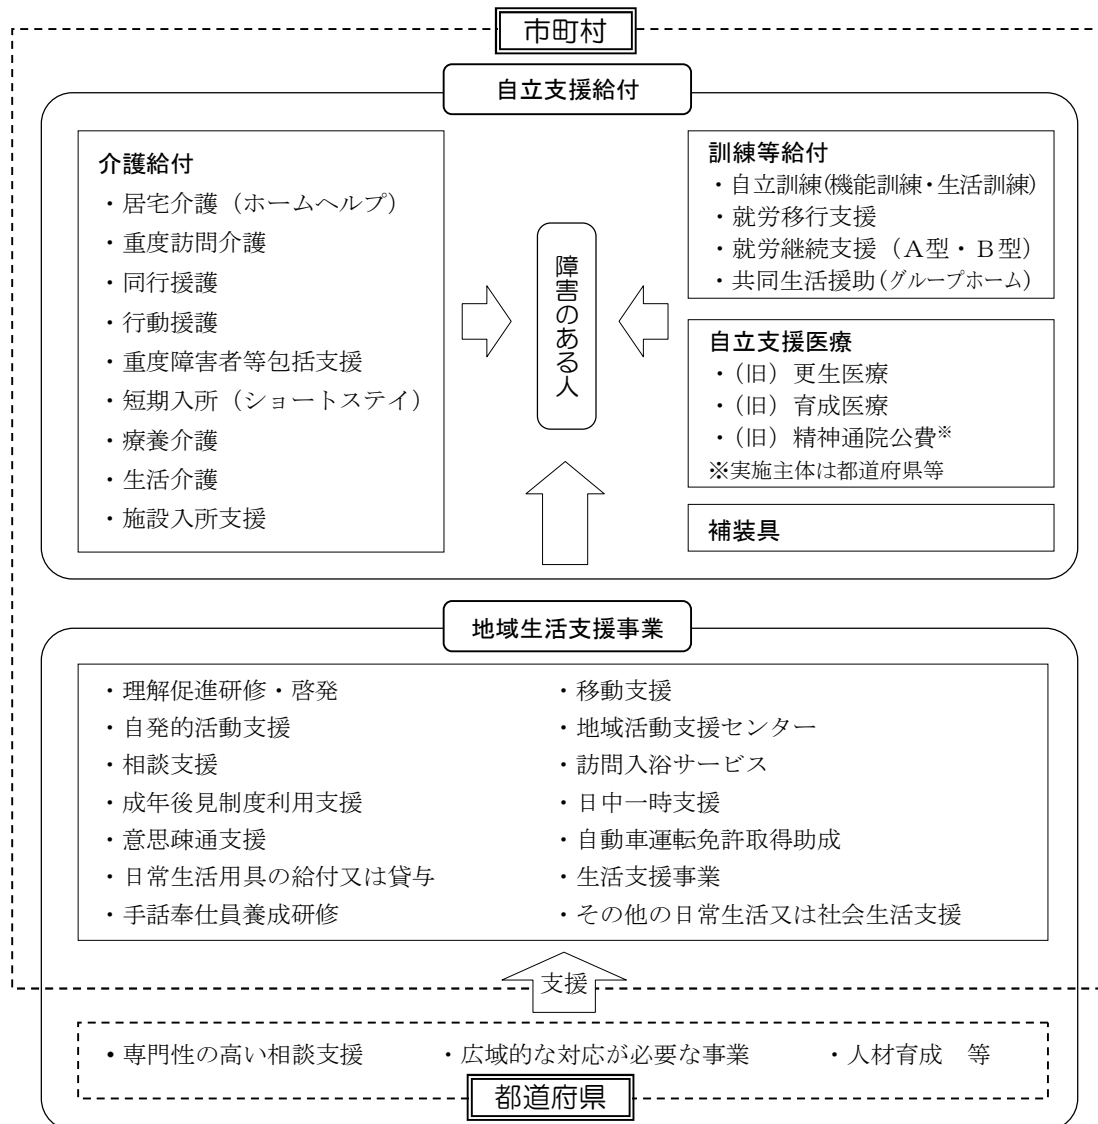 市町村
自立支援給付
介護給付
・居宅介護（ホームヘルプ）
・重度訪問介護
・同行援護
・行動援護
・重度障害者等包括支援
・短期入所（ショートステイ）
・療養介護
・生活介護
・施設入所支援
障害のある人
訓練等給付
・自立訓練(機能訓練・生活訓練)
・就労移行支援
・就労継続支援（Ａ型・Ｂ型）
・共同生活援助(グループホーム)
自立支援医療
・（旧）更生医療
・（旧）育成医療
・（旧）精神通院公費※
※実施主体は都道府県等
補装具
地域生活支援事業
・理解促進研修・啓発
・自発的活動支援
・相談支援
・成年後見制度利用支援
・意思疎通支援
・日常生活用具の給付又は貸与
・手話奉仕員養成研修
・移動支援
・地域活動支援センター
・訪問入浴サービス
・日中一時支援
・自動車運転免許取得助成
・生活支援事業
・その他の日常生活又は社会生活支援
支援
・専門性の高い相談支援　・広域的な対応が必要な事業　・人材育成　等
都道府県